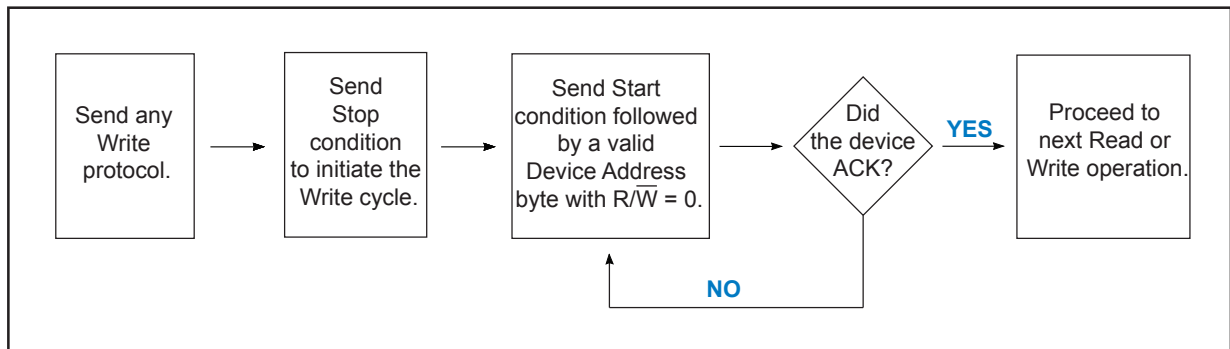 Send any
Write
protocol.
Send
Stop
condition
to initiate the
Write cycle.
Send Start
condition followed
by a valid
Device Address
byte with R/W̅ = 0.
Did
the device
ACK?
YES
NO
Proceed to
next Read or
Write operation.